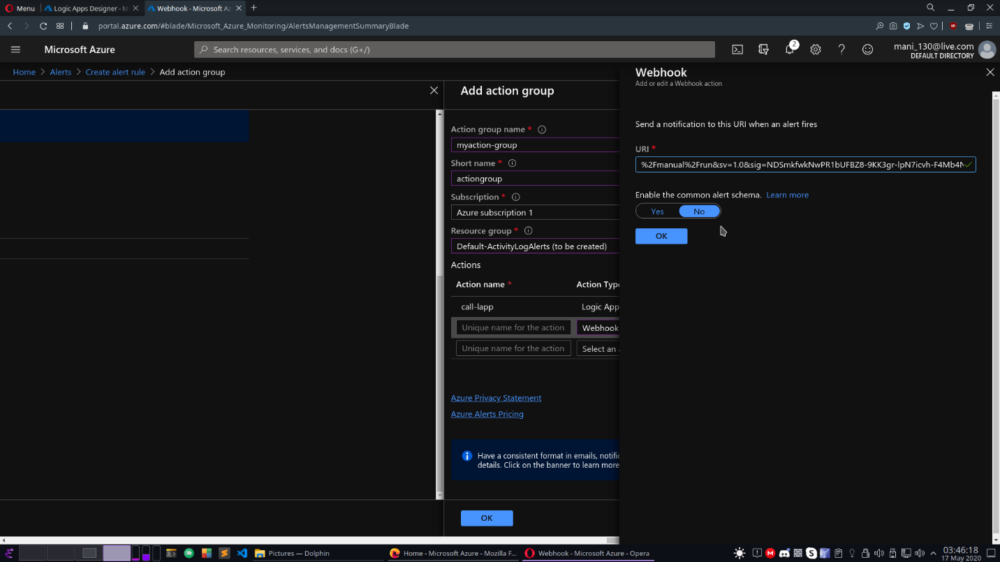 Menu
Logic Apps Designer - M
Webhook - Microsoft Az
portal.azure.com/#blade/Microsoft_Azure_Monitoring/AlertsManagementSummaryBlade
Microsoft Azure
Search resources, services, and docs (G+/)
2
mani_130@live.com
DEFAULT DIRECTORY
Home > Alerts > Create alert rule > Add action group
Add action group
Action group name *
myaction-group
Short name *
actiongroup
Subscription *
Azure subscription 1
Resource group *
Default-ActivityLogAlerts (to be created)
Actions
Action name * Action Type
call-lapp Logic App
Unique name for the action Webhook
Unique name for the action Select an
Azure Privacy Statement
Azure Alerts Pricing
Have a consistent format in emails, notific
details. Click on the banner to learn more
OK
Webhook
Add or edit a Webhook action
Send a notification to this URI when an alert fires
URI *
%2Fmanual%2Frun&sv=1.0&sig=NDSmkfwkNwPR1bUFBZ8-9KK3gr-lpN7icvh-F4Mb4N
Enable the common alert schema. Learn more
Yes No
OK
Pictures — Dolphin
Home - Microsoft Azure - Mozilla F...
Webhook - Microsoft Azure - Opera
03:46:18
17 May 2020